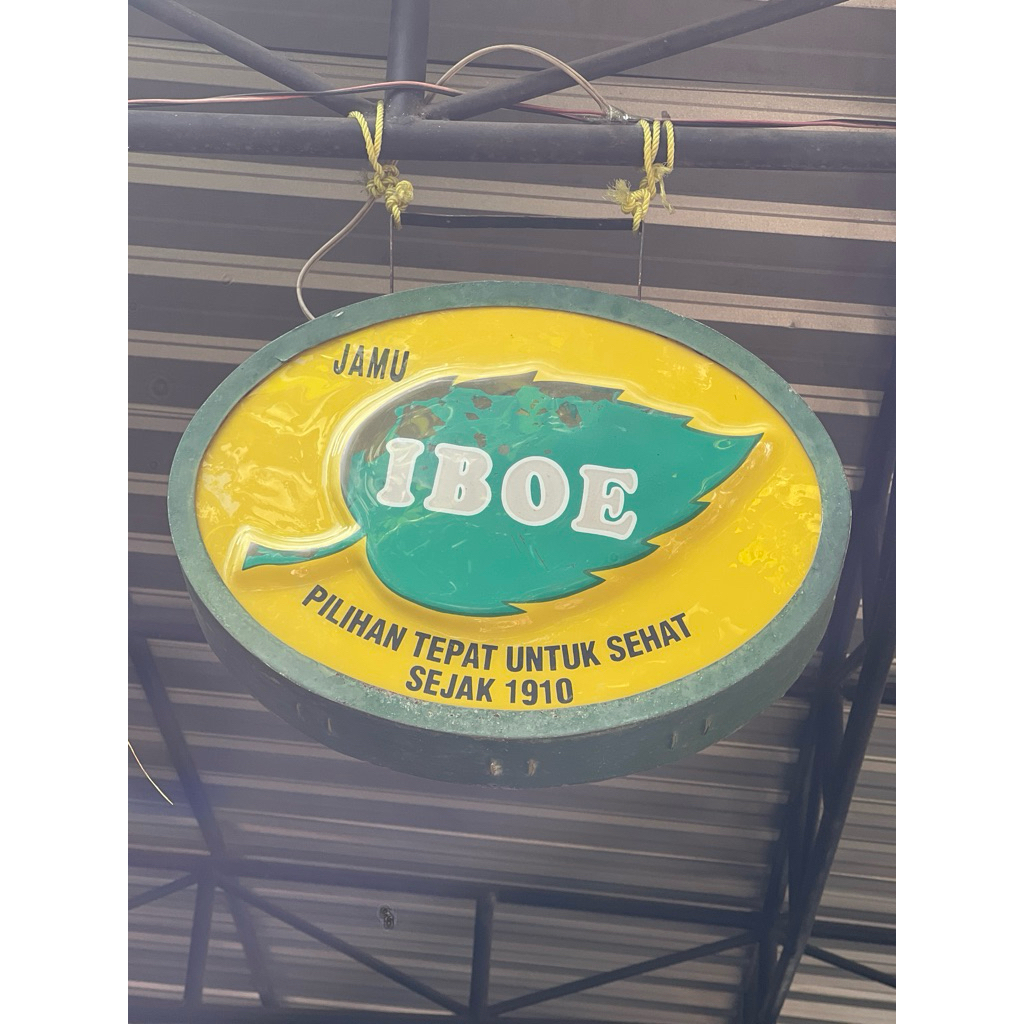 JAMU
IBOE
PILIHAN TEPAT UNTUK SEHAT
SEJAK 1910